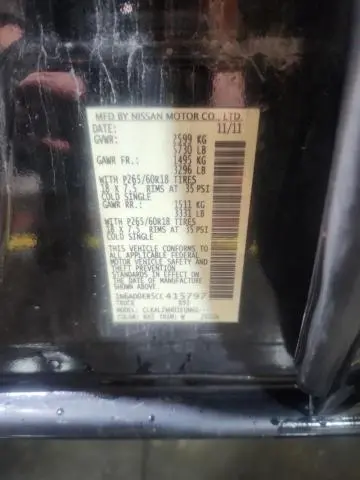 MFD BY NISSAN MOTOR CO., LTD.
DATE: 11/11
GVWR: 2599 KG
5730 LB
GAWR FR.: 1495 KG
3296 LB
WITH P265/60R18 TIRES
18 X 7.5 RIMS AT 35 PSI
COLD SINGLE
GAWR RR.: 1511 KG
3331 LB
WITH P265/60R18 TIRES
18 X 7.5 RIMS AT 35 PSI
COLD SINGLE
THIS VEHICLE CONFORMS TO
ALL APPLICABLE FEDERAL
MOTOR VEHICLE SAFETY AND
THEFT PREVENTION
STANDARDS IN EFFECT ON
THE DATE OF MANUFACTURE
SHOWN ABOVE.
415797
TRUCK
COLOR: KH3 TRIM: G